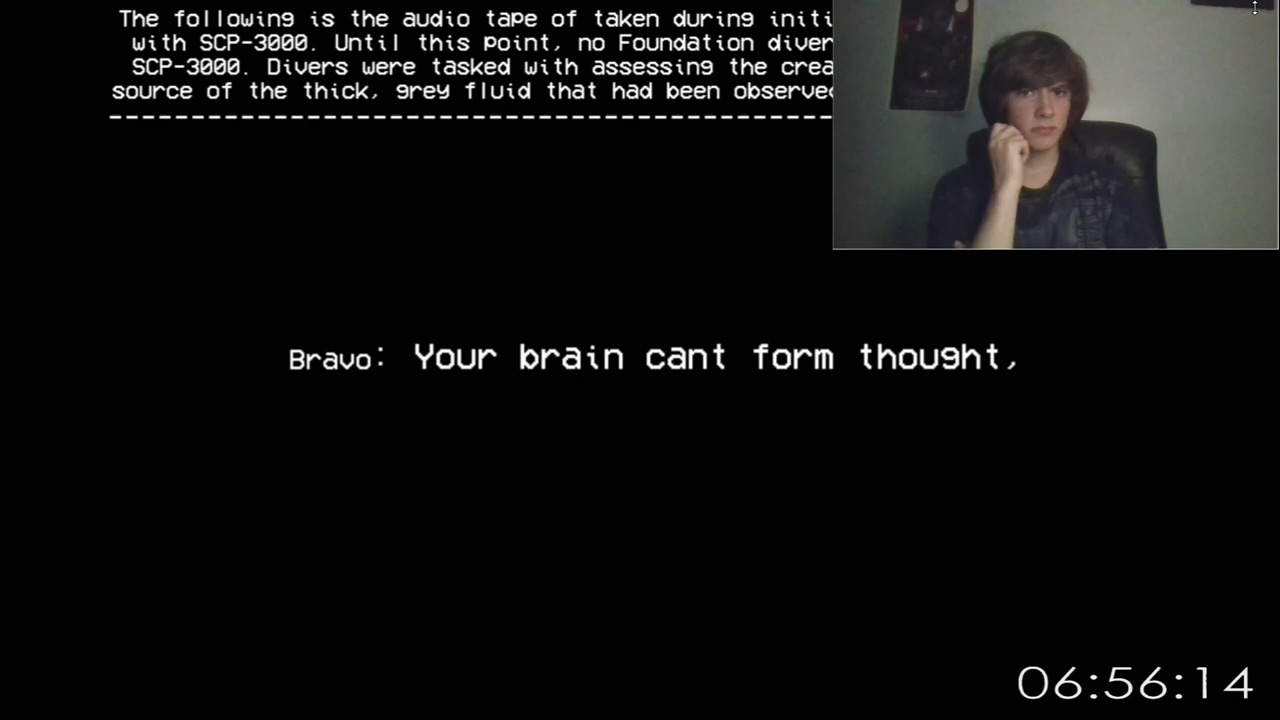 The following is the audio tape of taken during initi
with SCP-3000. Until this point, no Foundation diver
SCP-3000. Divers were tasked with assessing the crea
source of the thick, grey fluid that had been observe
Bravo: Your brain cant form thought,
06:56:14